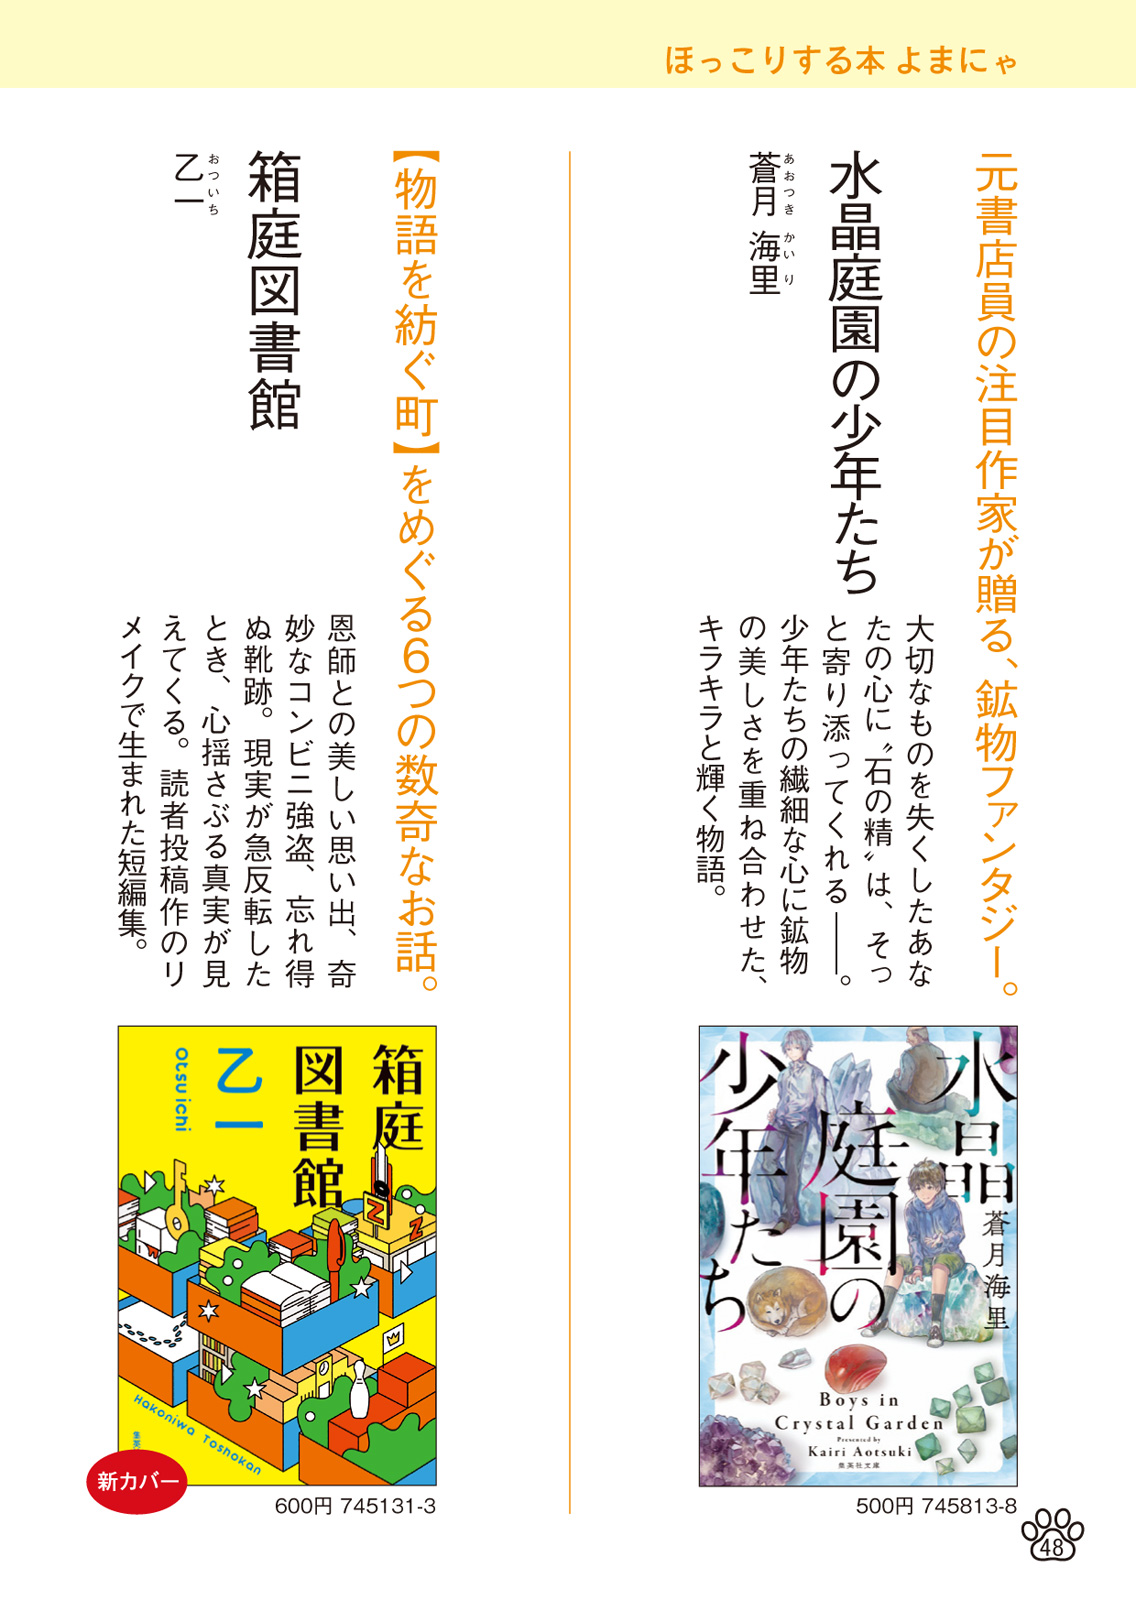 ほっこりする本 よまにゃ
元書店員の注目作家が贈る、鉱物ファンタジー。
水晶庭園の少年たち
蒼月 海里
あおつき かいり
大切なものを失くしたあな
たの心に〝石の精〟は、そっ
と寄り添ってくれる――。
少年たちの繊細な心に鉱物
の美しさを重ね合わせた、
キラキラと輝く物語。
水晶
庭園の
少年たち
蒼月海里
Boys in
Crystal Garden
Presented by
Kairi Aotsuki
集英社文庫
500円 745813-8
【物語を紡ぐ町】をめぐる6つの数奇なお話。
箱庭図書館
乙一
おついち
恩師との美しい思い出、奇
妙なコンビニ強盗、忘れ得
ぬ靴跡。現実が急反転した
とき、心揺さぶる真実が見
えてくる。読者投稿作のリ
メイクで生まれた短編集。
箱庭
図書館
乙一
Otsuichi
Hakoniwa Toshokan
新カバー
600円 745131-3
48